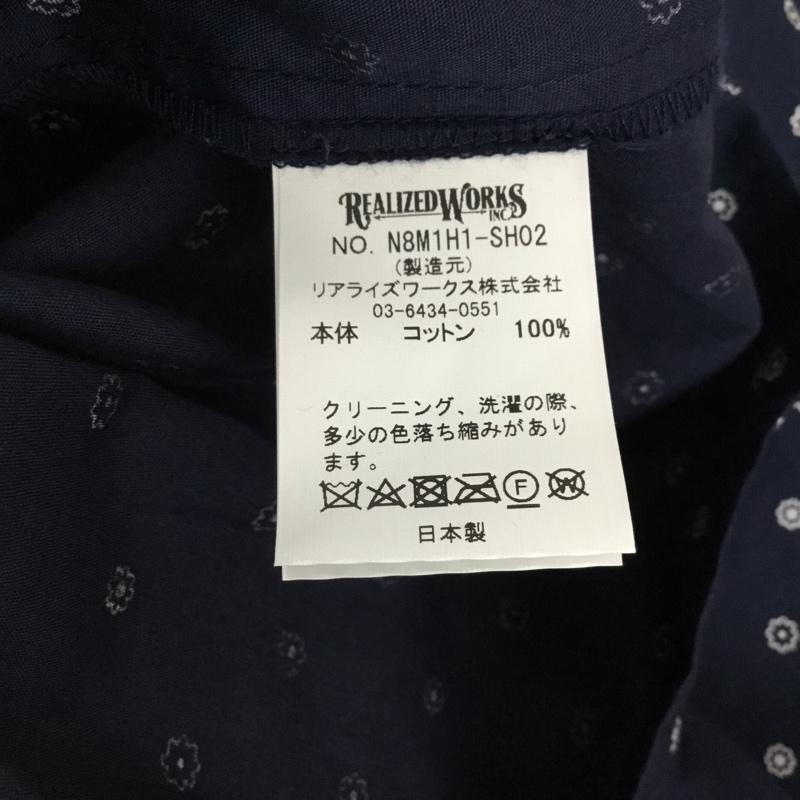 REALIZED WORKS
INC.
NO. N8M1H1-SH02
(製造元)
リアライズワークス株式会社
03-6434-0551
本体 コットン 100%
クリーニング、洗濯の際、
多少の色落ち縮みがあり
ます。
F W
日本製